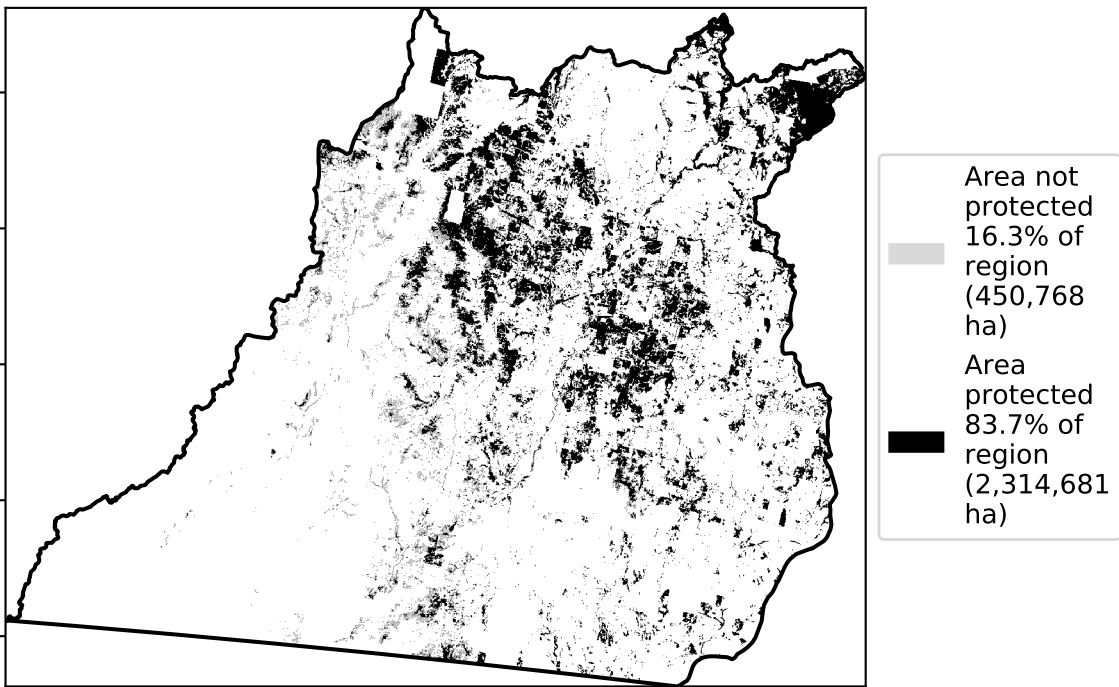 Area not
protected
16.3% of
region
(450,768
ha)
Area
protected
83.7% of
region
(2,314,681
ha)